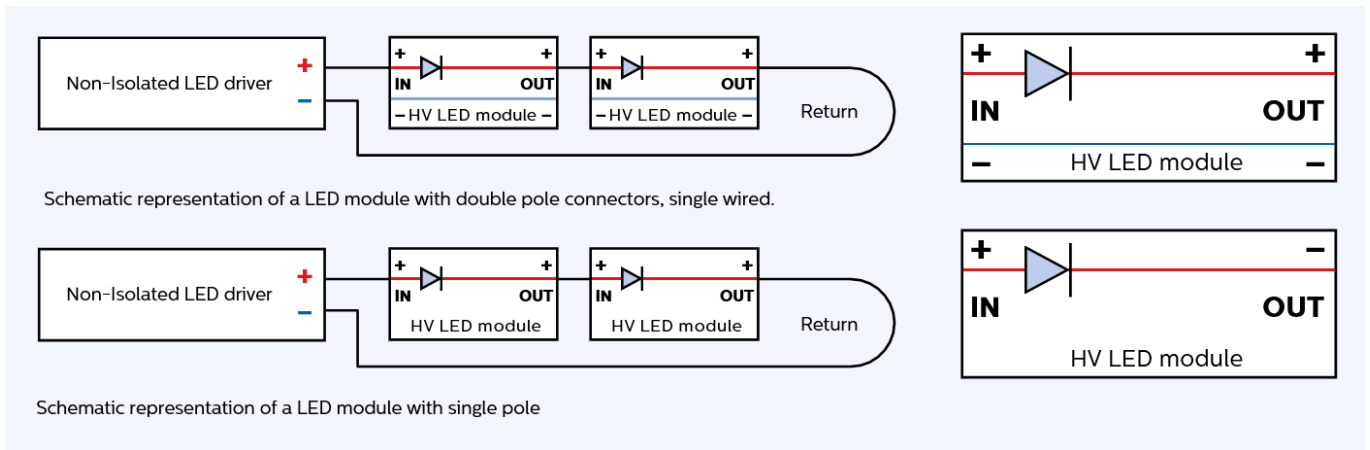 + + + + + + +
Non-Isolated LED driver
IN OUT IN OUT
−
− HV LED module − − HV LED module −
Return
IN OUT
− HV LED module −
Schematic representation of a LED module with double pole connectors, single wired.
+ + + + + + −
Non-Isolated LED driver
IN OUT IN OUT
−
HV LED module HV LED module
Return
IN OUT
HV LED module
Schematic representation of a LED module with single pole